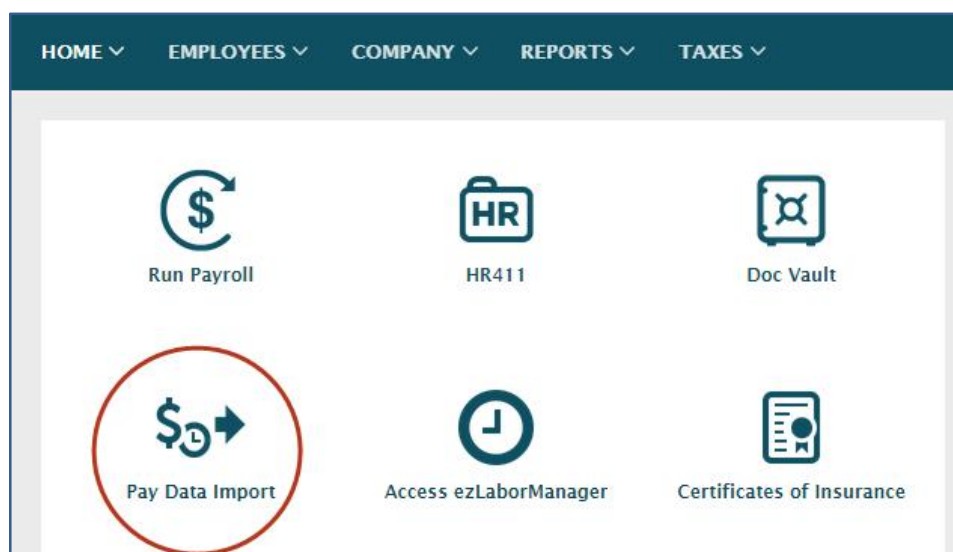 HOME EMPLOYEES COMPANY REPORTS TAXES
$ HR
Run Payroll HR411 Doc Vault
$
Pay Data Import Access ezLaborManager Certificates of Insurance